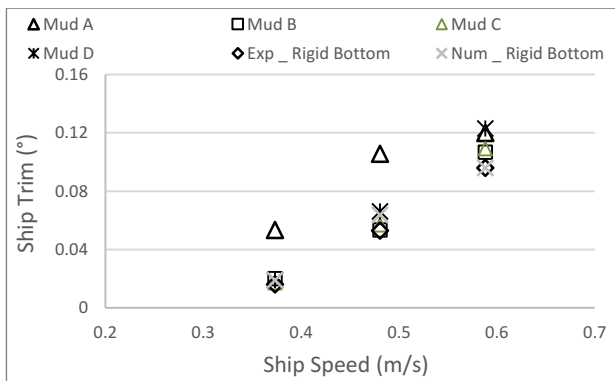 Mud A Mud B Mud C
Mud D Exp _ Rigid Bottom Num _ Rigid Bottom
0.16
0.12
0.08
0.04
0
Ship Trim (°)
0.2 0.3 0.4 0.5 0.6 0.7
Ship Speed (m/s)